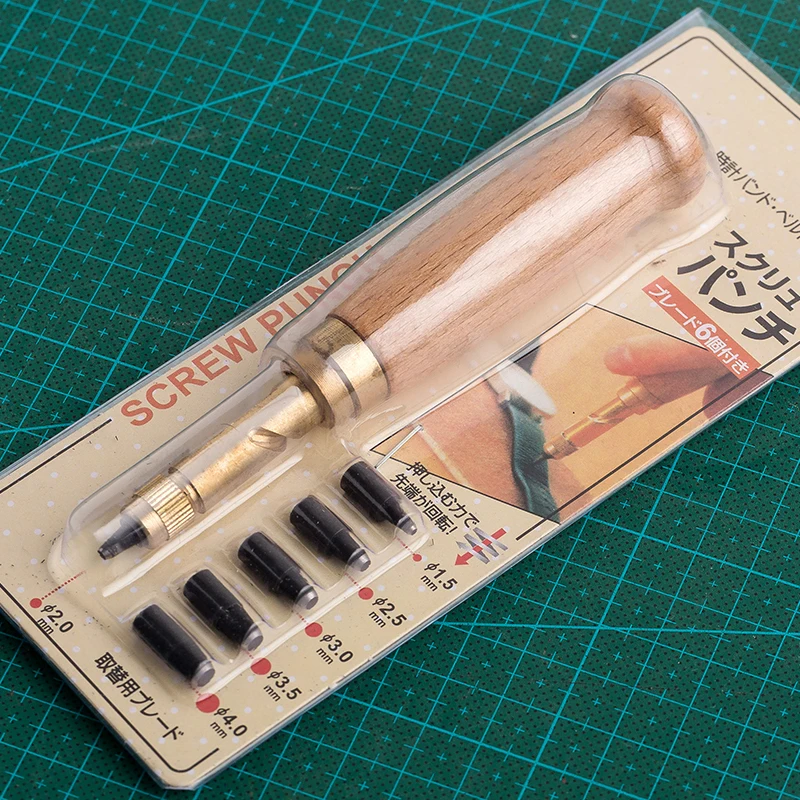 時計バンド・ベル
SCREW PUNCH
スクリュ
パンチ
ブレード6個付き
押し込む力で
先端が回転!
φ1.5
mm
φ2.5
mm
φ3.0
mm
φ3.5
mm
φ4.0
mm
φ2.0
mm
取替用ブレード